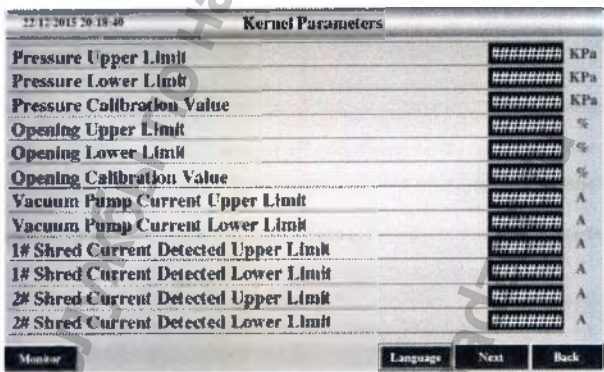 22/12/2015 20:18:40 Kernel Parameters
Pressure Upper Limit ####### KPa
Pressure Lower Limit ####### KPa
Pressure Calibration Value ####### KPa
Opening Upper Limit ####### %
Opening Lower Limit ####### %
Opening Calibration Value ####### %
Vacuum Pump Current Upper Limit ####### A
Vacuum Pump Current Lower Limit ####### A
1# Shred Current Detected Upper Limit ####### A
1# Shred Current Detected Lower Limit ####### A
2# Shred Current Detected Upper Limit ####### A
2# Shred Current Detected Lower Limit ####### A
Monitor Language Next Back